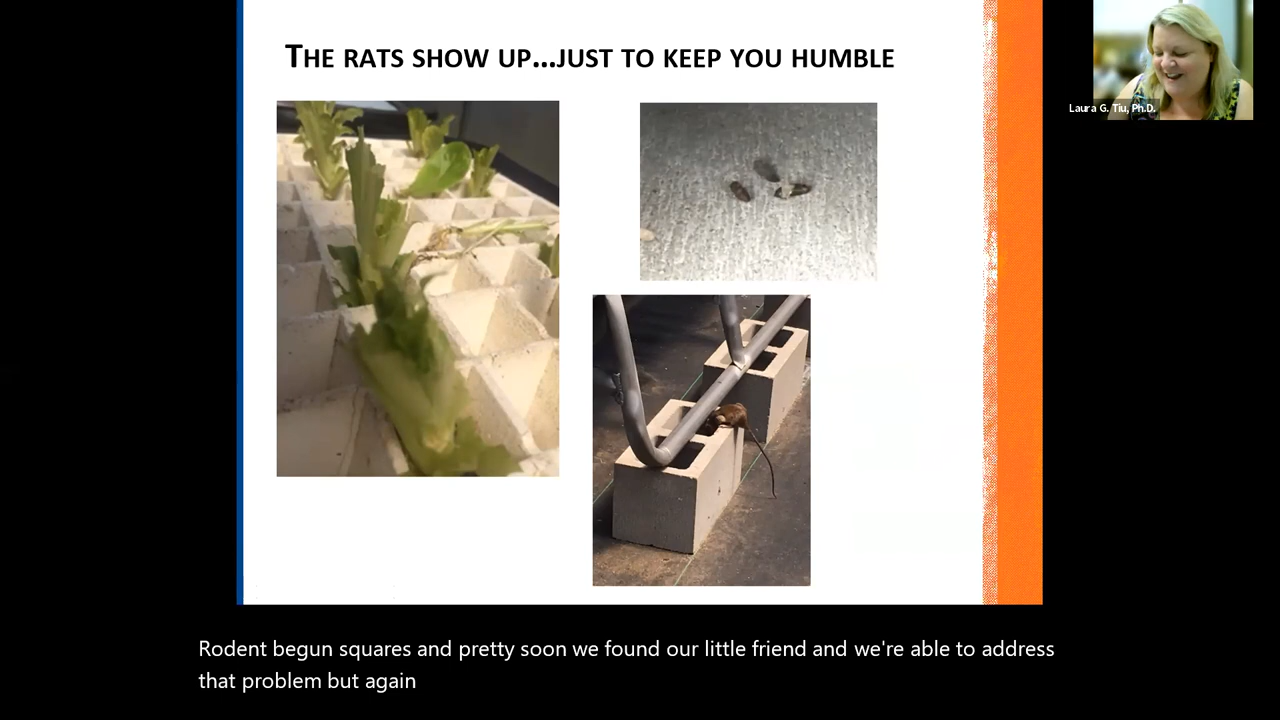 THE RATS SHOW UP...JUST TO KEEP YOU HUMBLE
Laura G. Tiu, Ph.D.
Rodent begun squares and pretty soon we found our little friend and we're able to address
that problem but again